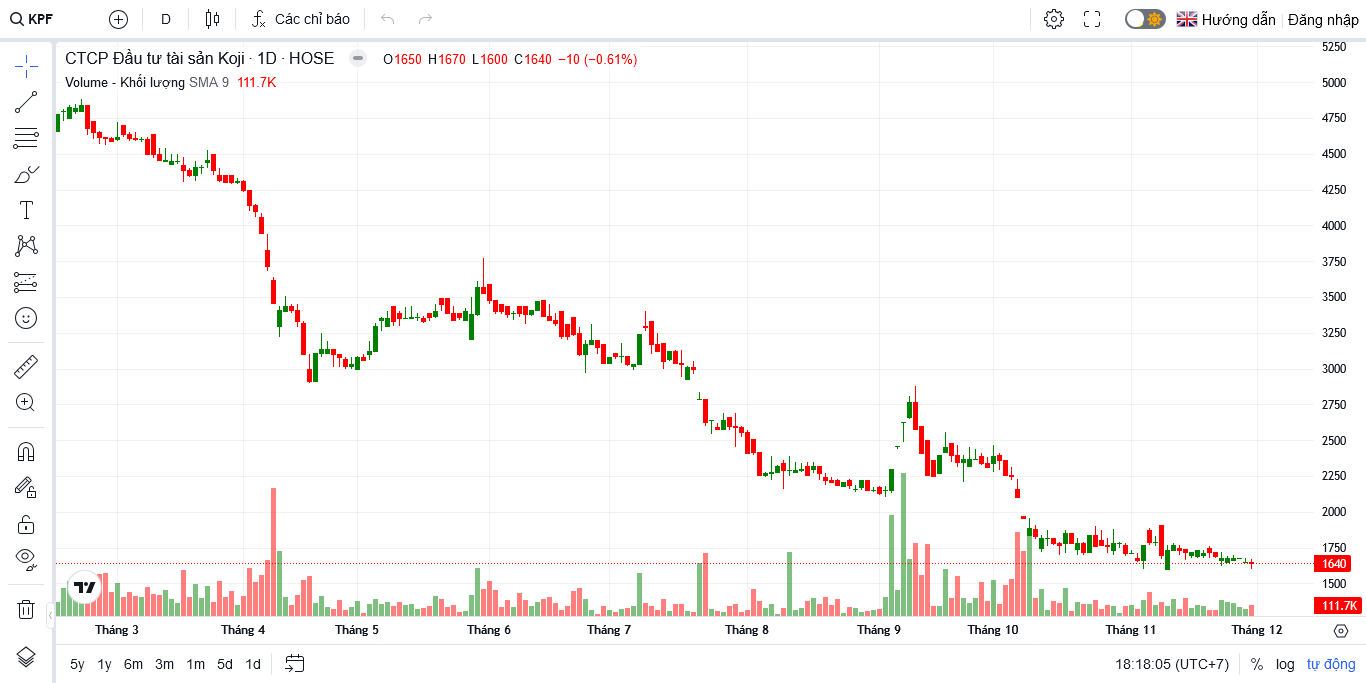 KPF D Các chỉ báo Hướng dẫn Đăng nhập
CTCP Đầu tư tài sản Koji · 1D · HOSE O1650 H1670 L1600 C1640 −10 (−0.61%)
Volume - Khối lượng SMA 9 111.7K
5250
5000
4750
4500
4250
4000
3750
3500
3250
3000
2750
2500
2250
2000
1750
1640
1500
111.7K
Tháng 3 Tháng 4 Tháng 5 Tháng 6 Tháng 7 Tháng 8 Tháng 9 Tháng 10 Tháng 11 Tháng 12
5y 1y 6m 3m 1m 5d 1d 18:18:05 (UTC+7) % log tự động